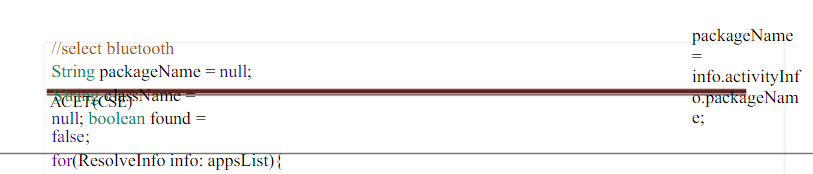 //select bluetooth
String packageName = null;
String className =
ACET(CSE)
null; boolean found =
false;
for(ResolveInfo info: appsList){
packageName
=
info.activityInf
o.packageNam
e;